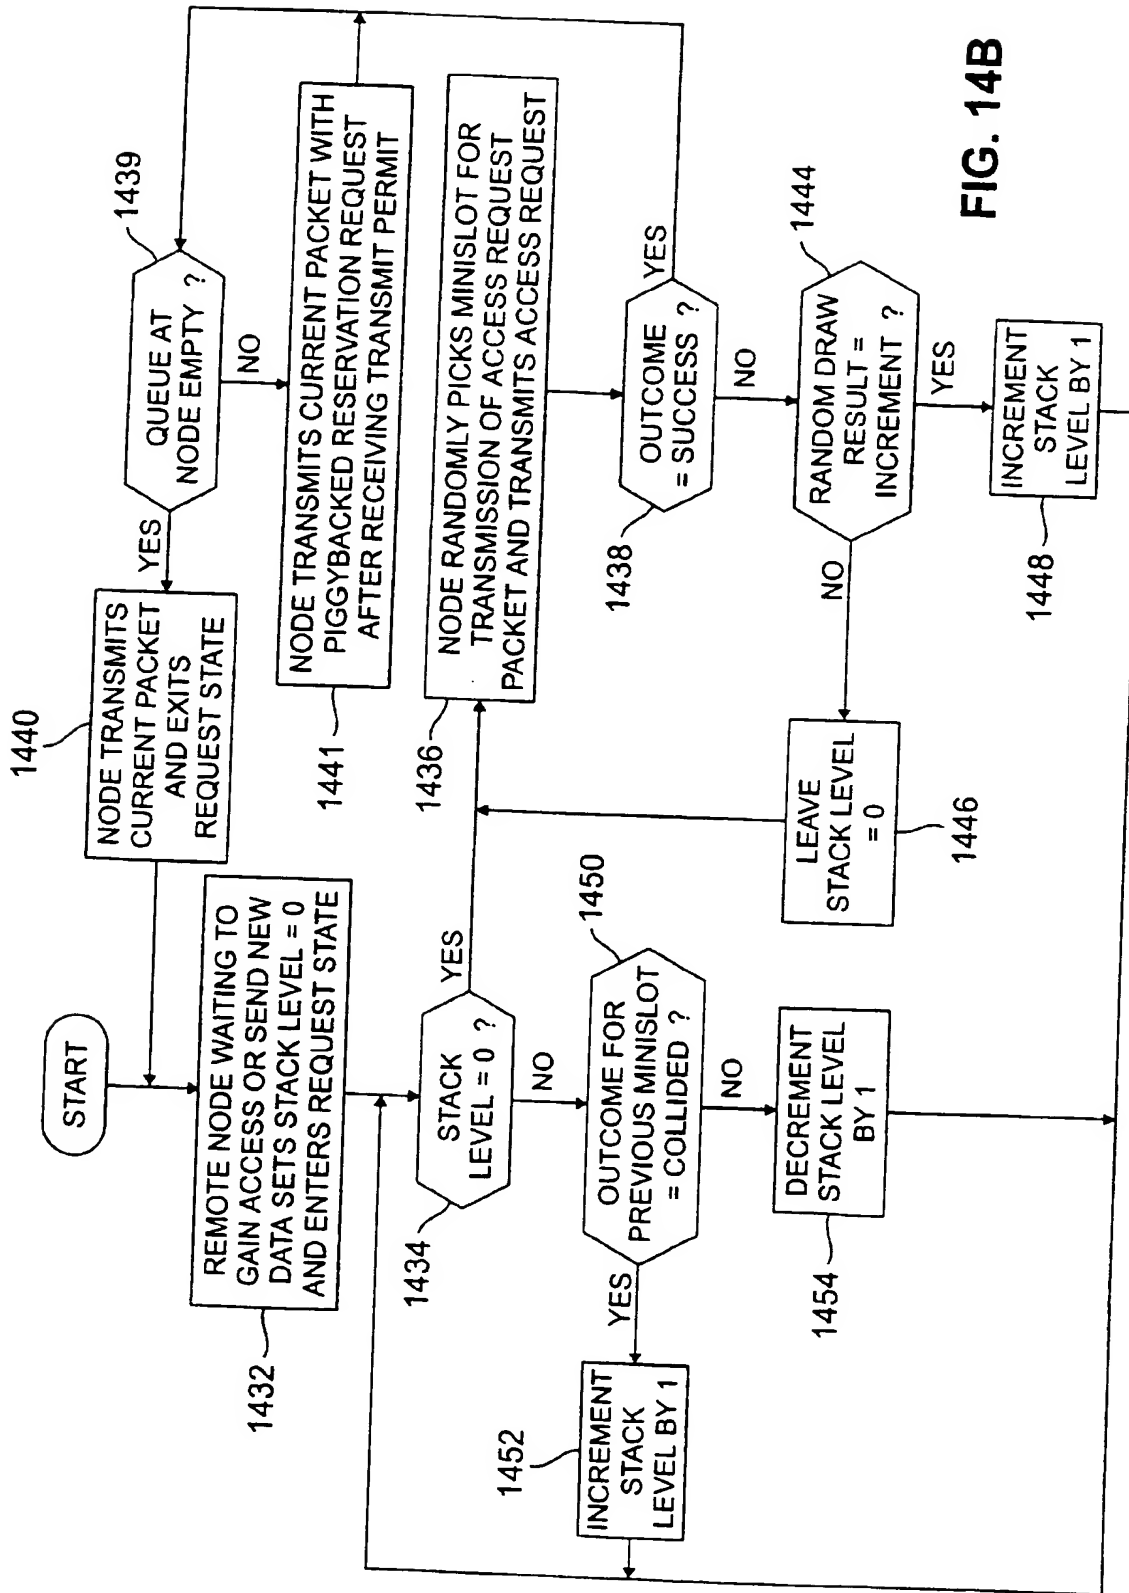 START
REMOTE NODE WAITING TO
GAIN ACCESS OR SEND NEW
DATA SETS STACK LEVEL = 0
AND ENTERS REQUEST STATE
1432
NODE TRANSMITS
CURRENT PACKET
AND EXITS
REQUEST STATE
1440
YES
QUEUE AT
NODE EMPTY ?
1439
NO
NODE TRANSMITS CURRENT PACKET WITH
PIGGYBACKED RESERVATION REQUEST
AFTER RECEIVING TRANSMIT PERMIT
1441
STACK
LEVEL = 0 ?
1434
YES
NO
NODE RANDOMLY PICKS MINISLOT FOR
TRANSMISSION OF ACCESS REQUEST
PACKET AND TRANSMITS ACCESS REQUEST
1436
OUTCOME
= SUCCESS ?
1438
YES
NO
OUTCOME FOR
PREVIOUS MINISLOT
= COLLIDED ?
1450
YES
NO
INCREMENT
STACK
LEVEL BY 1
1452
DECREMENT
STACK LEVEL
BY 1
1454
LEAVE
STACK LEVEL
= 0
1446
RANDOM DRAW
RESULT =
INCREMENT ?
1444
NO
YES
INCREMENT
STACK
LEVEL BY 1
1448
FIG. 14B